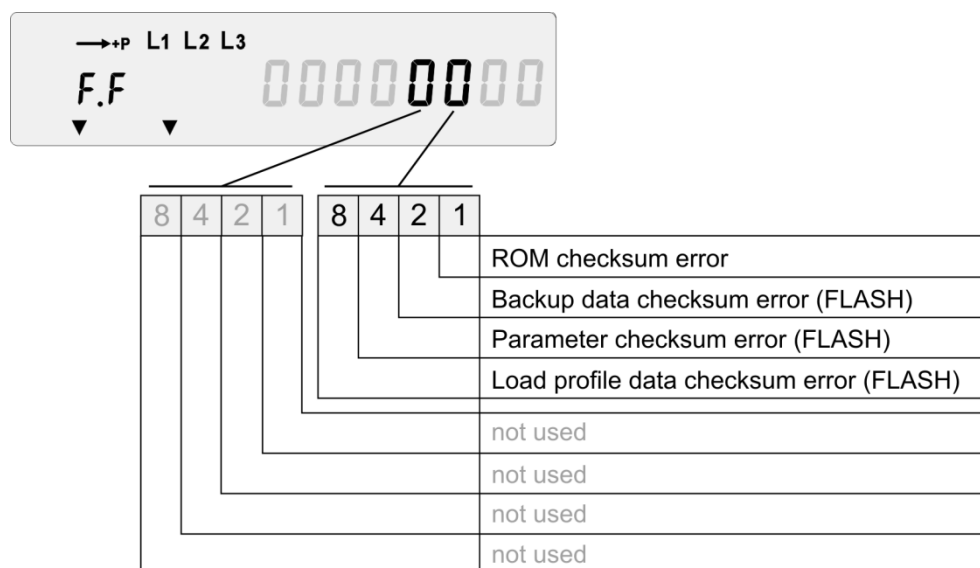 +P L1 L2 L3
F.F 00000000
8 4 2 1 8 4 2 1
ROM checksum error
Backup data checksum error (FLASH)
Parameter checksum error (FLASH)
Load profile data checksum error (FLASH)
not used
not used
not used
not used